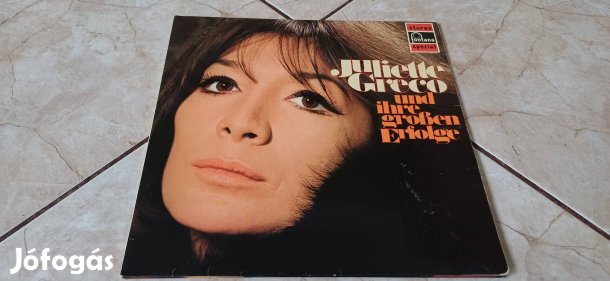 stereo
fontana
special
Juliette
Greco
und
ihre
großen
Erfolge
Jófogás